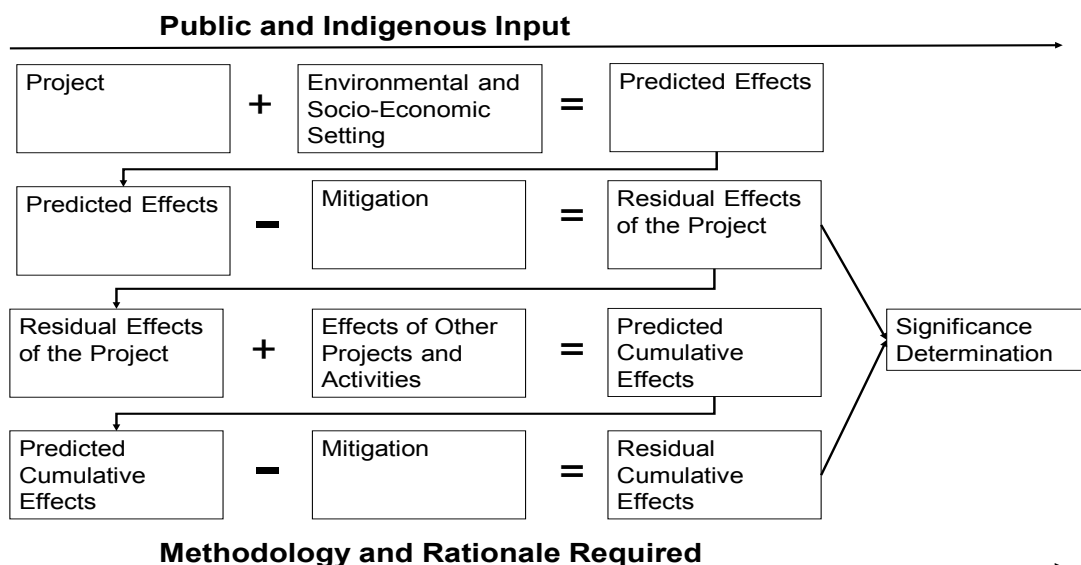 Public and Indigenous Input
Project
+
Environmental and
Socio-Economic
Setting
=
Predicted Effects
Predicted Effects
-
Mitigation
=
Residual Effects
of the Project
Residual Effects
of the Project
+
Effects of Other
Projects and
Activities
=
Predicted
Cumulative
Effects
Significance
Determination
Predicted
Cumulative
Effects
-
Mitigation
=
Residual
Cumulative
Effects
Methodology and Rationale Required